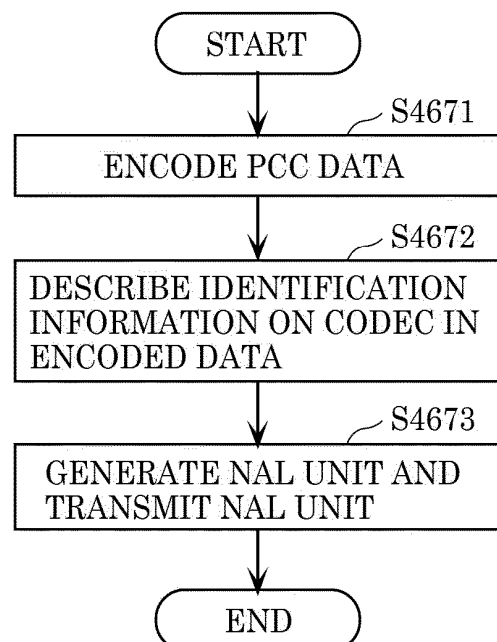 START
S4671
ENCODE PCC DATA
S4672
DESCRIBE IDENTIFICATION
INFORMATION ON CODEC IN
ENCODED DATA
S4673
GENERATE NAL UNIT AND
TRANSMIT NAL UNIT
END